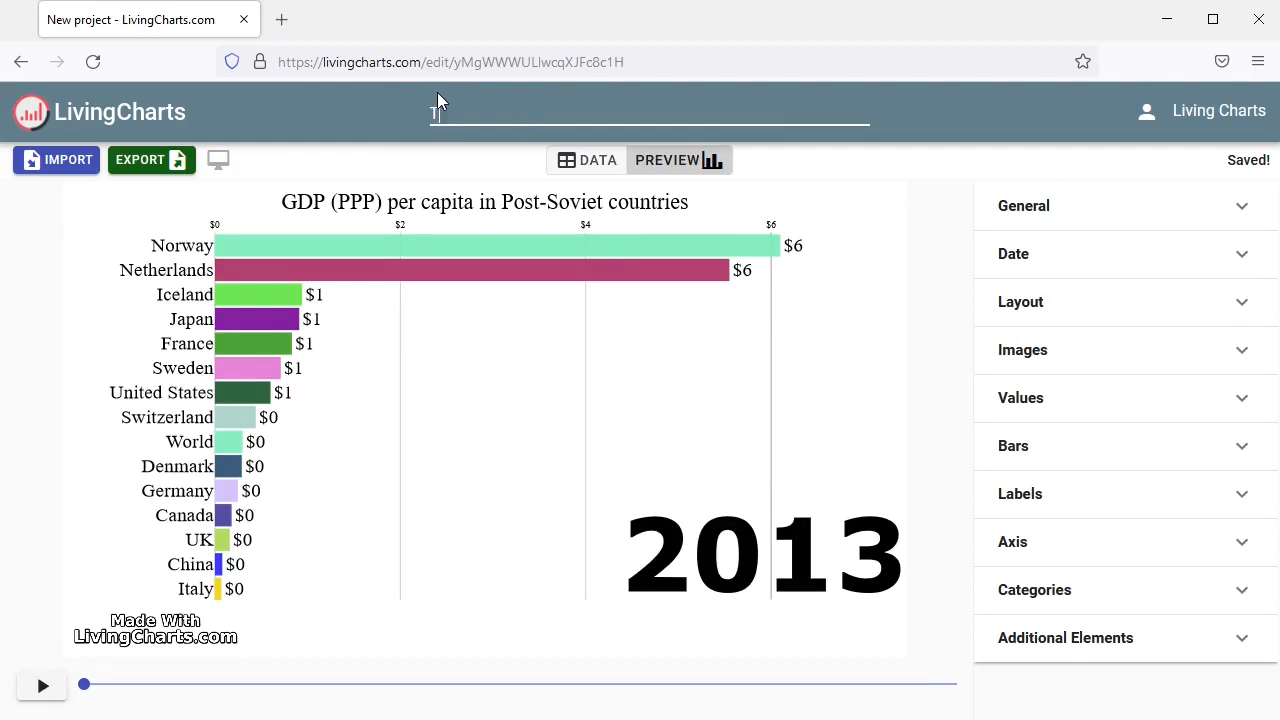 New project - LivingCharts.com
https://livingcharts.com/edit/yMgWWWULlwcqXJFc8c1H
LivingCharts
T
Living Charts
IMPORT
EXPORT
DATA
PREVIEW
Saved!
GDP (PPP) per capita in Post-Soviet countries
$0 $2 $4 $6
Norway $6
Netherlands $6
Iceland $1
Japan $1
France $1
Sweden $1
United States $1
Switzerland $0
World $0
Denmark $0
Germany $0
Canada $0
UK $0
China $0
Italy $0
2013
Made With
LivingCharts.com
General
Date
Layout
Images
Values
Bars
Labels
Axis
Categories
Additional Elements